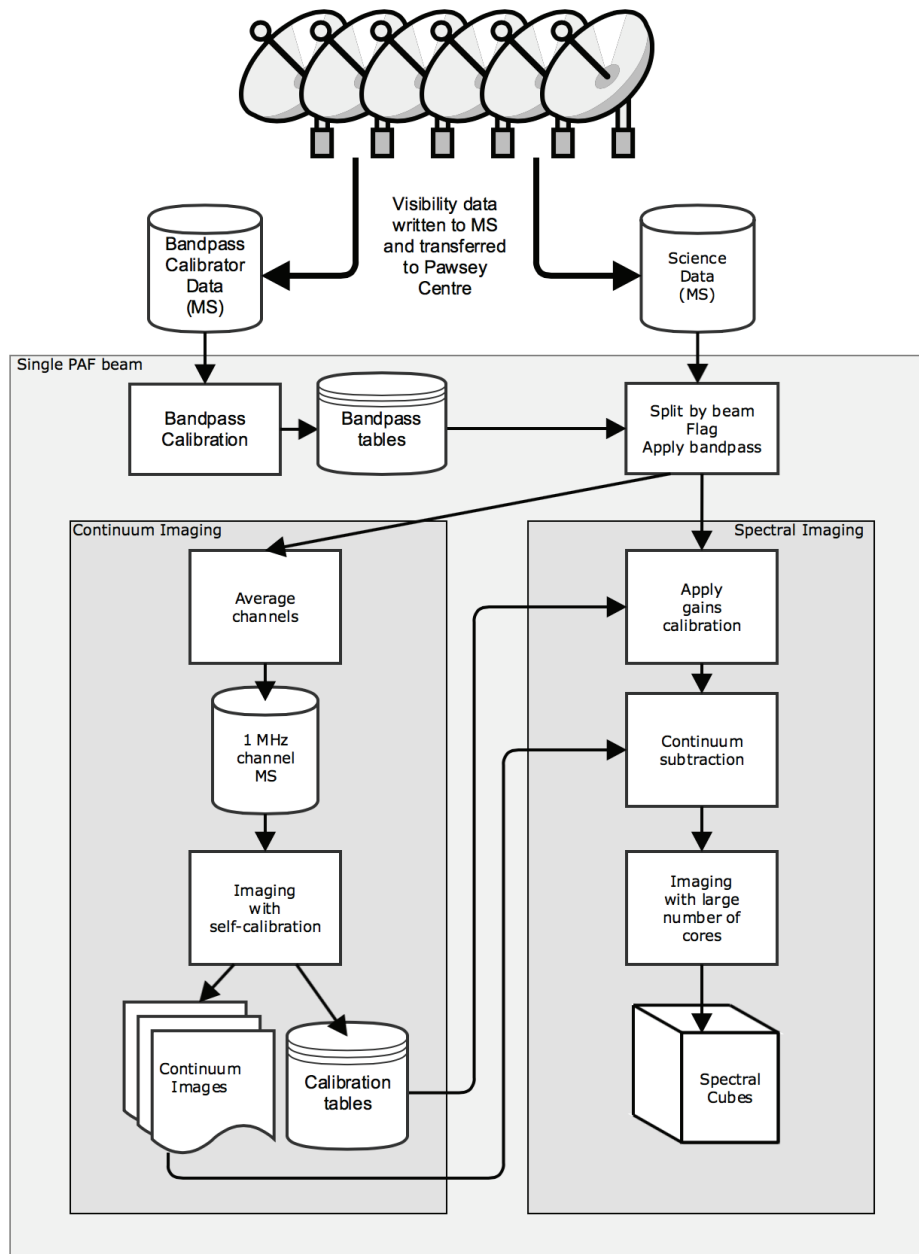 Visibility data
written to MS
and transferred
to Pawsey
Centre
Bandpass
Calibrator
Data
(MS)
Science
Data
(MS)
Single PAF beam
Bandpass
Calibration
Bandpass
tables
Split by beam
Flag
Apply bandpass
Continuum Imaging
Average
channels
1 MHz
channel
MS
Imaging
with
self-calibration
Continuum
Images
Calibration
tables
Spectral Imaging
Apply
gains
calibration
Continuum
subtraction
Imaging
with large
number of
cores
Spectral
Cubes